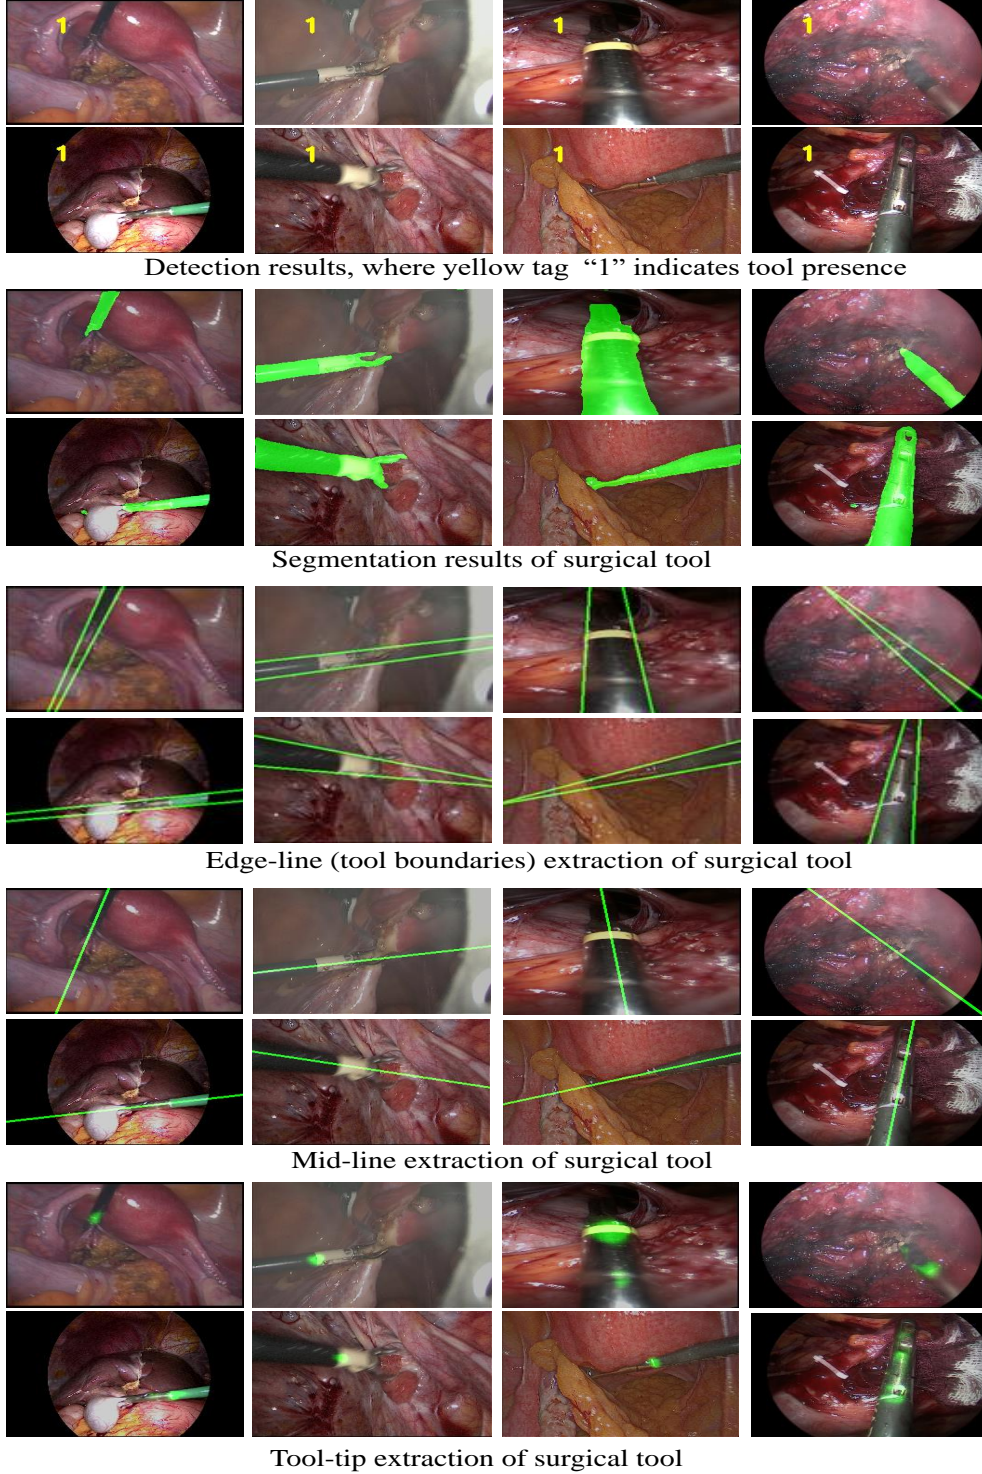 1 1 1 1
1 1 1 1
Detection results, where yellow tag “1” indicates tool presence
Segmentation results of surgical tool
Edge-line (tool boundaries) extraction of surgical tool
Mid-line extraction of surgical tool
Tool-tip extraction of surgical tool